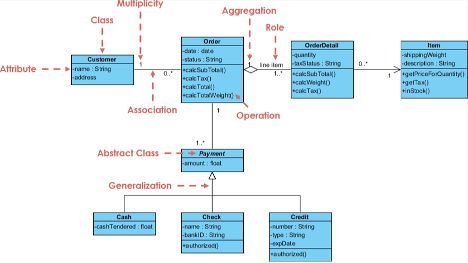 Multiplicity
Aggregation
Class
Role
Order
-date : date
-status : String
+calcSubTotal()
+calcTax()
+calcTotal()
+calcTotalWeight()
OrderDetail
-quantity
-taxStatus : String
+calcSubTotal()
+calcWeight()
+calcTax()
Item
-shippingWeight
-description : String
+getPriceForQuantity()
+getTax()
+inStock()
Customer
-name : String
-address
Attribute
1
0..*
1
line item
1..*
0..*
1
Association
Operation
1
1..*
Abstract Class
Payment
-amount : float
Generalization
Cash
-cashTendered : float
Check
-name : String
-bankID : String
+authorized()
Credit
-number : String
-type : String
-expDate
+authorized()